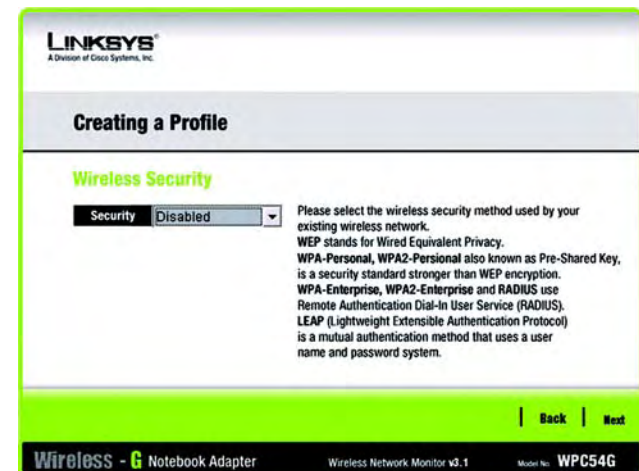 LINKSYS®
A Division of Cisco Systems, Inc.
Creating a Profile
Wireless Security
Security Disabled
Please select the wireless security method used by your
existing wireless network.
WEP stands for Wired Equivalent Privacy.
WPA-Personal, WPA2-Persional also known as Pre-Shared Key,
is a security standard stronger than WEP encryption.
WPA-Enterprise, WPA2-Enterprise and RADIUS use
Remote Authentication Dial-In User Service (RADIUS).
LEAP (Lightweight Extensible Authentication Protocol)
is a mutual authentication method that uses a user
name and password system.
Back Next
Wireless - G Notebook Adapter Wireless Network Monitor v3.1 Model No. WPC54G